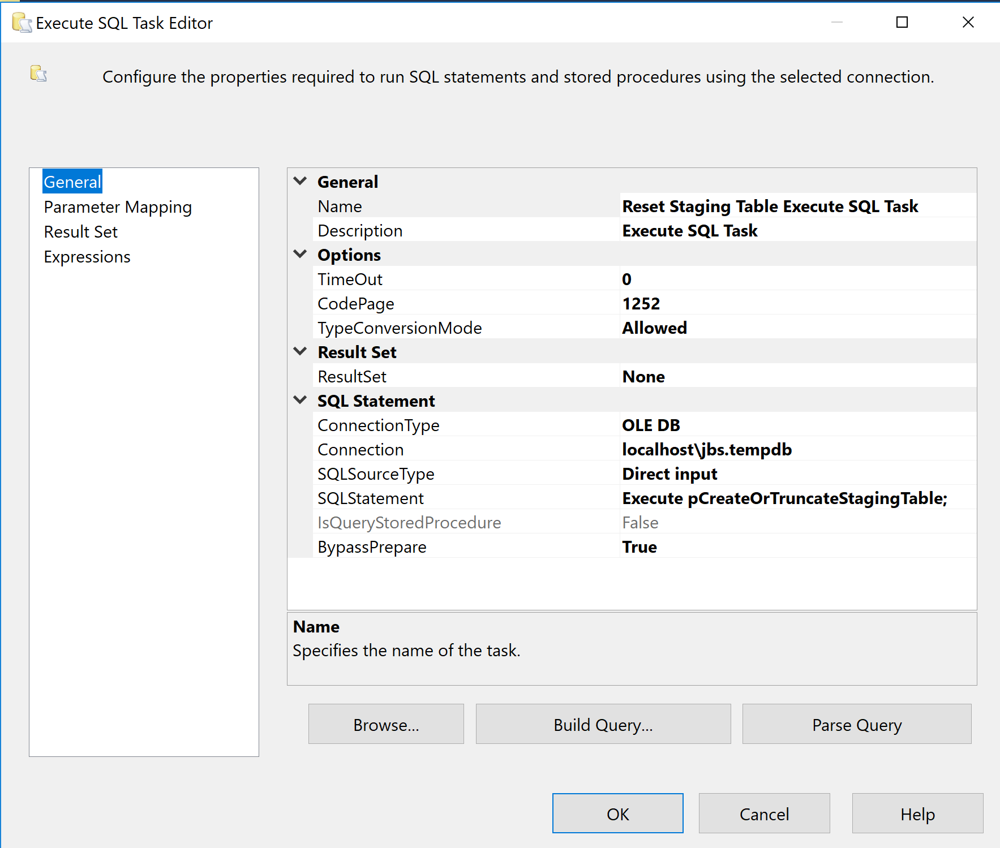 Execute SQL Task Editor
Configure the properties required to run SQL statements and stored procedures using the selected connection.
General
Parameter Mapping
Result Set
Expressions
General
Name Reset Staging Table Execute SQL Task
Description Execute SQL Task
Options
TimeOut 0
CodePage 1252
TypeConversionMode Allowed
Result Set
ResultSet None
SQL Statement
ConnectionType OLE DB
Connection localhost\jbs.tempdb
SQLSourceType Direct input
SQLStatement Execute pCreateOrTruncateStagingTable;
IsQueryStoredProcedure False
BypassPrepare True
Name
Specifies the name of the task.
Browse... Build Query... Parse Query
OK Cancel Help